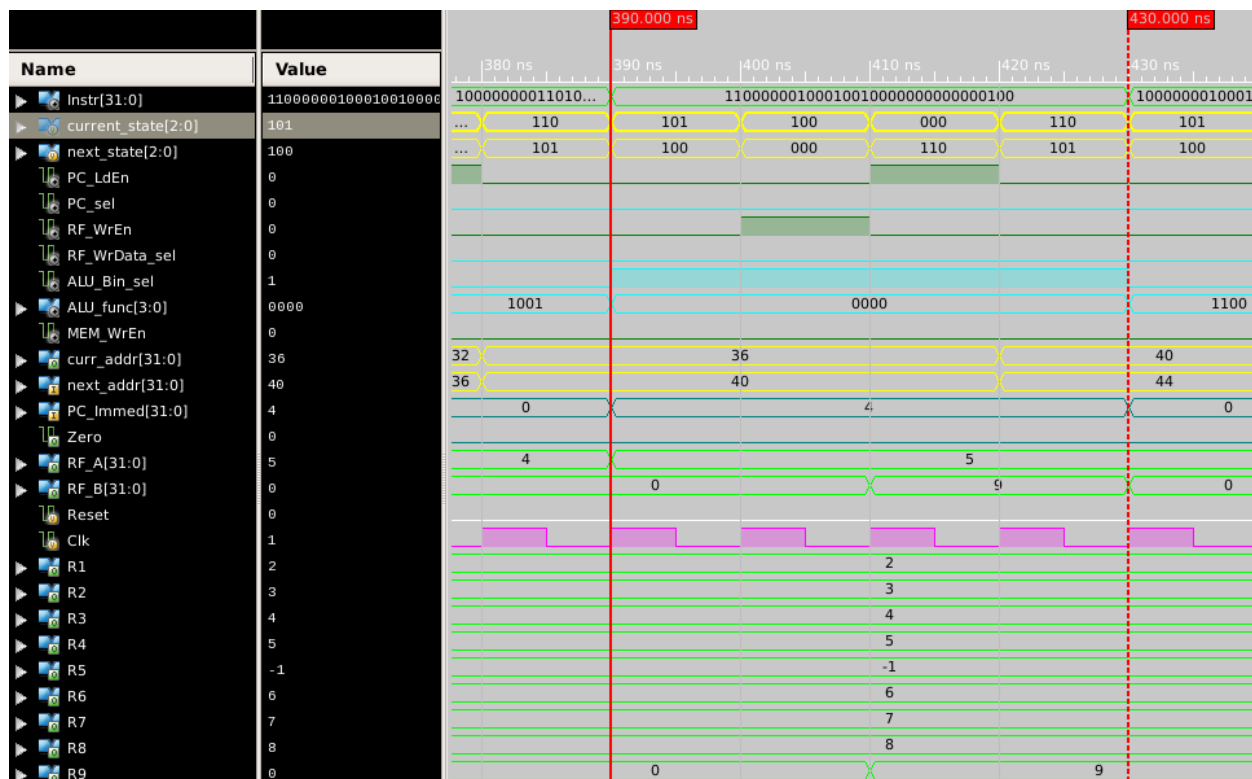 390.000 ns 430.000 ns
Name Value 380 ns 390 ns 400 ns 410 ns 420 ns 430 ns
Instr[31:0] 11000000100010010000 10000000011010... 11000000100010010000000000000100 1000000010001
current_state[2:0] 101 ... 110 101 100 000 110 101
next_state[2:0] 100 ... 101 100 000 110 101 100
PC_LdEn 0
PC_sel 0
RF_WrEn 0
RF_WrData_sel 0
ALU_Bin_sel 1
ALU_func[3:0] 0000 1001 0000 1100
MEM_WrEn 0
curr_addr[31:0] 36 32 36 40
next_addr[31:0] 40 36 40 44
PC_Immed[31:0] 4 0 4 0
Zero 0
RF_A[31:0] 5 4 5
RF_B[31:0] 0 0 9 0
Reset 0
Clk 1
R1 2 2
R2 3 3
R3 4 4
R4 5 5
R5 -1 -1
R6 6 6
R7 7 7
R8 8 8
R9 0 0 9